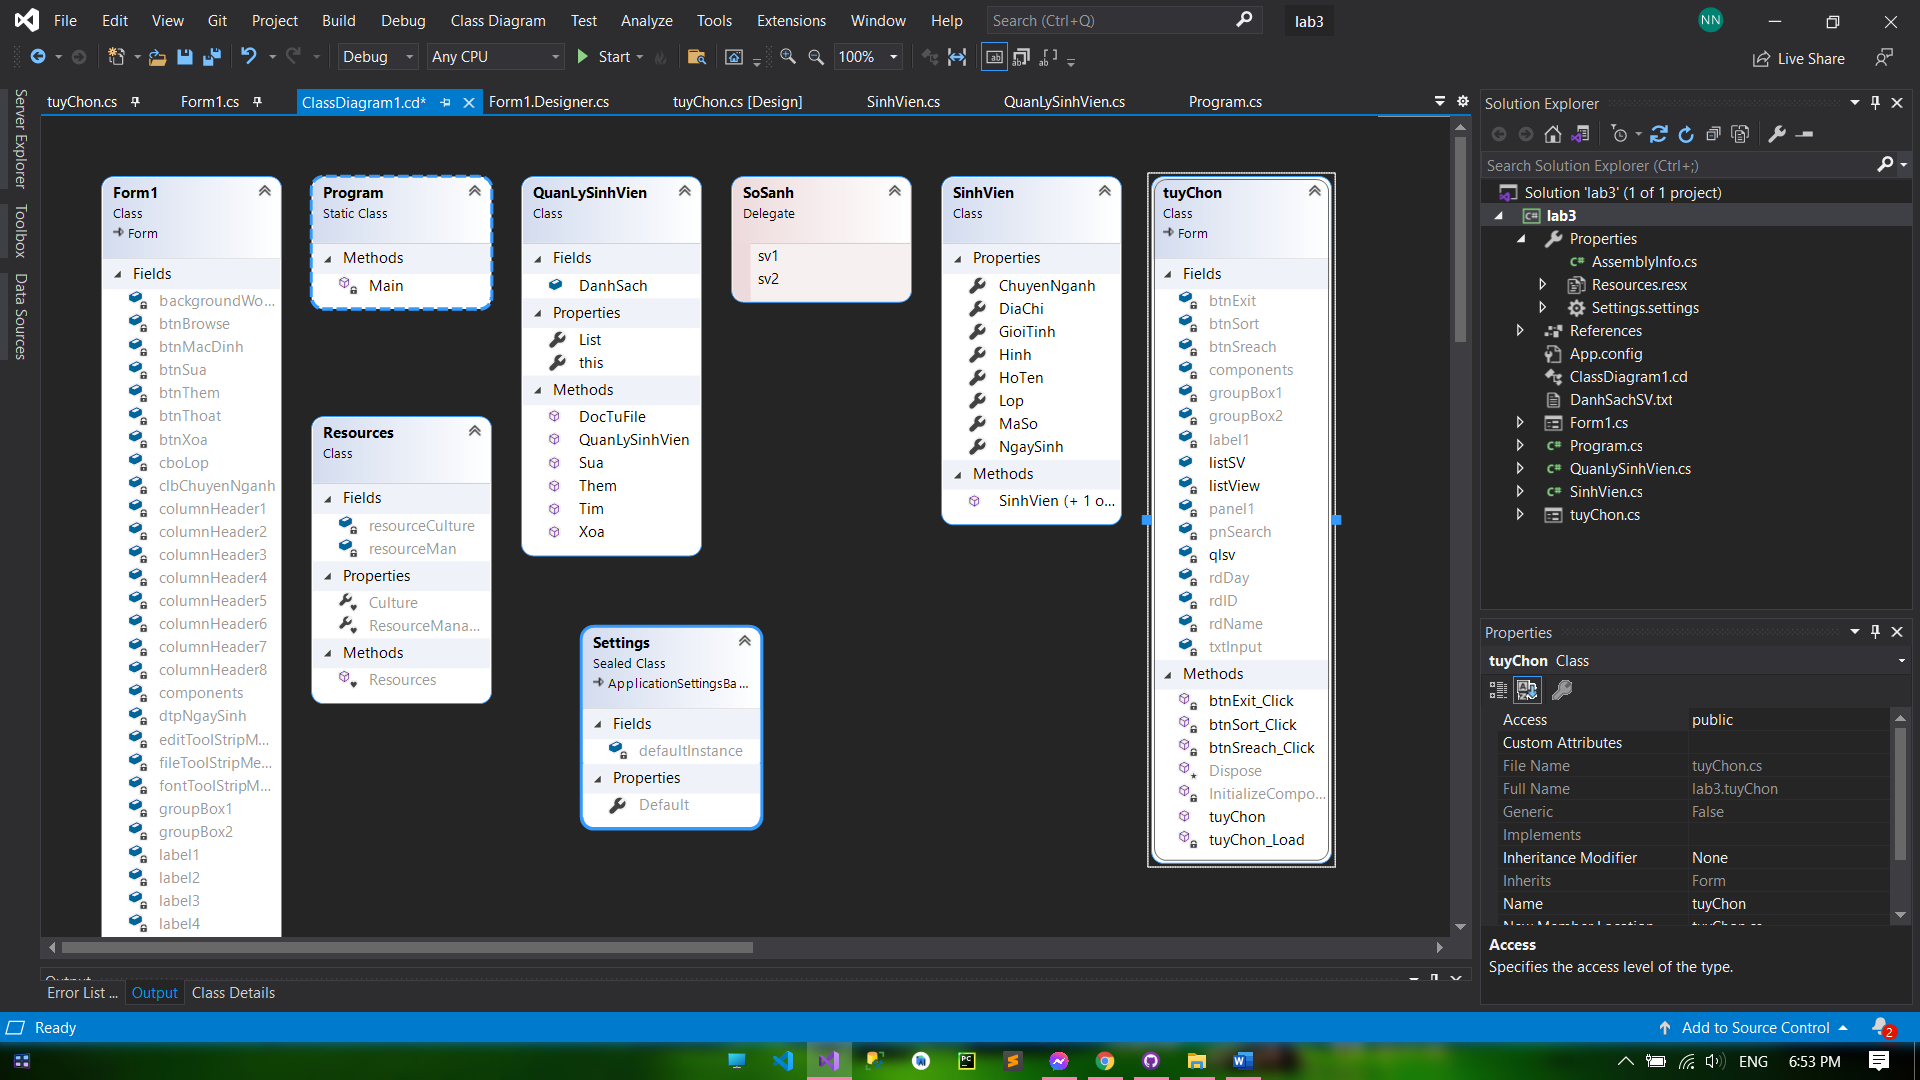 File Edit View Git Project Build Debug Class Diagram Test Analyze Tools Extensions Window Help Search (Ctrl+Q) lab3 NN
Debug Any CPU Start 100% Live Share
Server Explorer
Toolbox
Data Sources
tuyChon.cs Form1.cs ClassDiagram1.cd* Form1.Designer.cs tuyChon.cs [Design] SinhVien.cs QuanLySinhVien.cs Program.cs
Form1
Class
Form
Fields
backgroundWo...
btnBrowse
btnMacDinh
btnSua
btnThem
btnThoat
btnXoa
cboLop
clbChuyenNganh
columnHeader1
columnHeader2
columnHeader3
columnHeader4
columnHeader5
columnHeader6
columnHeader7
columnHeader8
components
dtpNgaySinh
editToolStripM...
fileToolStripMe...
fontToolStripM...
groupBox1
groupBox2
label1
label2
label3
label4
Program
Static Class
Methods
Main
Resources
Class
Fields
resourceCulture
resourceMan
Properties
Culture
ResourceMana...
Methods
Resources
QuanLySinhVien
Class
Fields
DanhSach
Properties
List
this
Methods
DocTuFile
QuanLySinhVien
Sua
Them
Tim
Xoa
Settings
Sealed Class
ApplicationSettingsBa...
Fields
defaultInstance
Properties
Default
SoSanh
Delegate
sv1
sv2
SinhVien
Class
Properties
ChuyenNganh
DiaChi
GioiTinh
Hinh
HoTen
Lop
MaSo
NgaySinh
Methods
SinhVien (+ 1 o...
tuyChon
Class
Form
Fields
btnExit
btnSort
btnSreach
components
groupBox1
groupBox2
label1
listSV
listView
panel1
pnSearch
qlsv
rdDay
rdID
rdName
txtInput
Methods
btnExit_Click
btnSort_Click
btnSreach_Click
Dispose
InitializeCompo...
tuyChon
tuyChon_Load
Solution Explorer
Search Solution Explorer (Ctrl+;)
Solution 'lab3' (1 of 1 project)
lab3
Properties
AssemblyInfo.cs
Resources.resx
Settings.settings
References
App.config
ClassDiagram1.cd
DanhSachSV.txt
Form1.cs
Program.cs
QuanLySinhVien.cs
SinhVien.cs
tuyChon.cs
Properties
tuyChon Class
Access public
Custom Attributes
File Name tuyChon.cs
Full Name lab3.tuyChon
Generic False
Implements
Inheritance Modifier None
Inherits Form
Name tuyChon
New Member Location tuyChon.cs
Access
Specifies the access level of the type.
Output
Error List ... Output Class Details
Ready Add to Source Control 2
ENG 6:53 PM